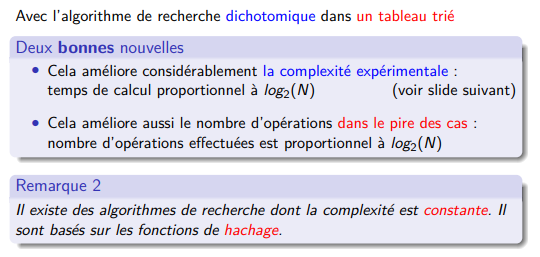 Avec l'algorithme de recherche dichotomique dans un tableau trié
Deux bonnes nouvelles
• Cela améliore considérablement la complexité expérimentale :
temps de calcul proportionnel à log₂(N) (voir slide suivant)
• Cela améliore aussi le nombre d'opérations dans le pire des cas :
nombre d'opérations effectuées est proportionnel à log₂(N)
Remarque 2
Il existe des algorithmes de recherche dont la complexité est constante. Il
sont basés sur les fonctions de hachage.